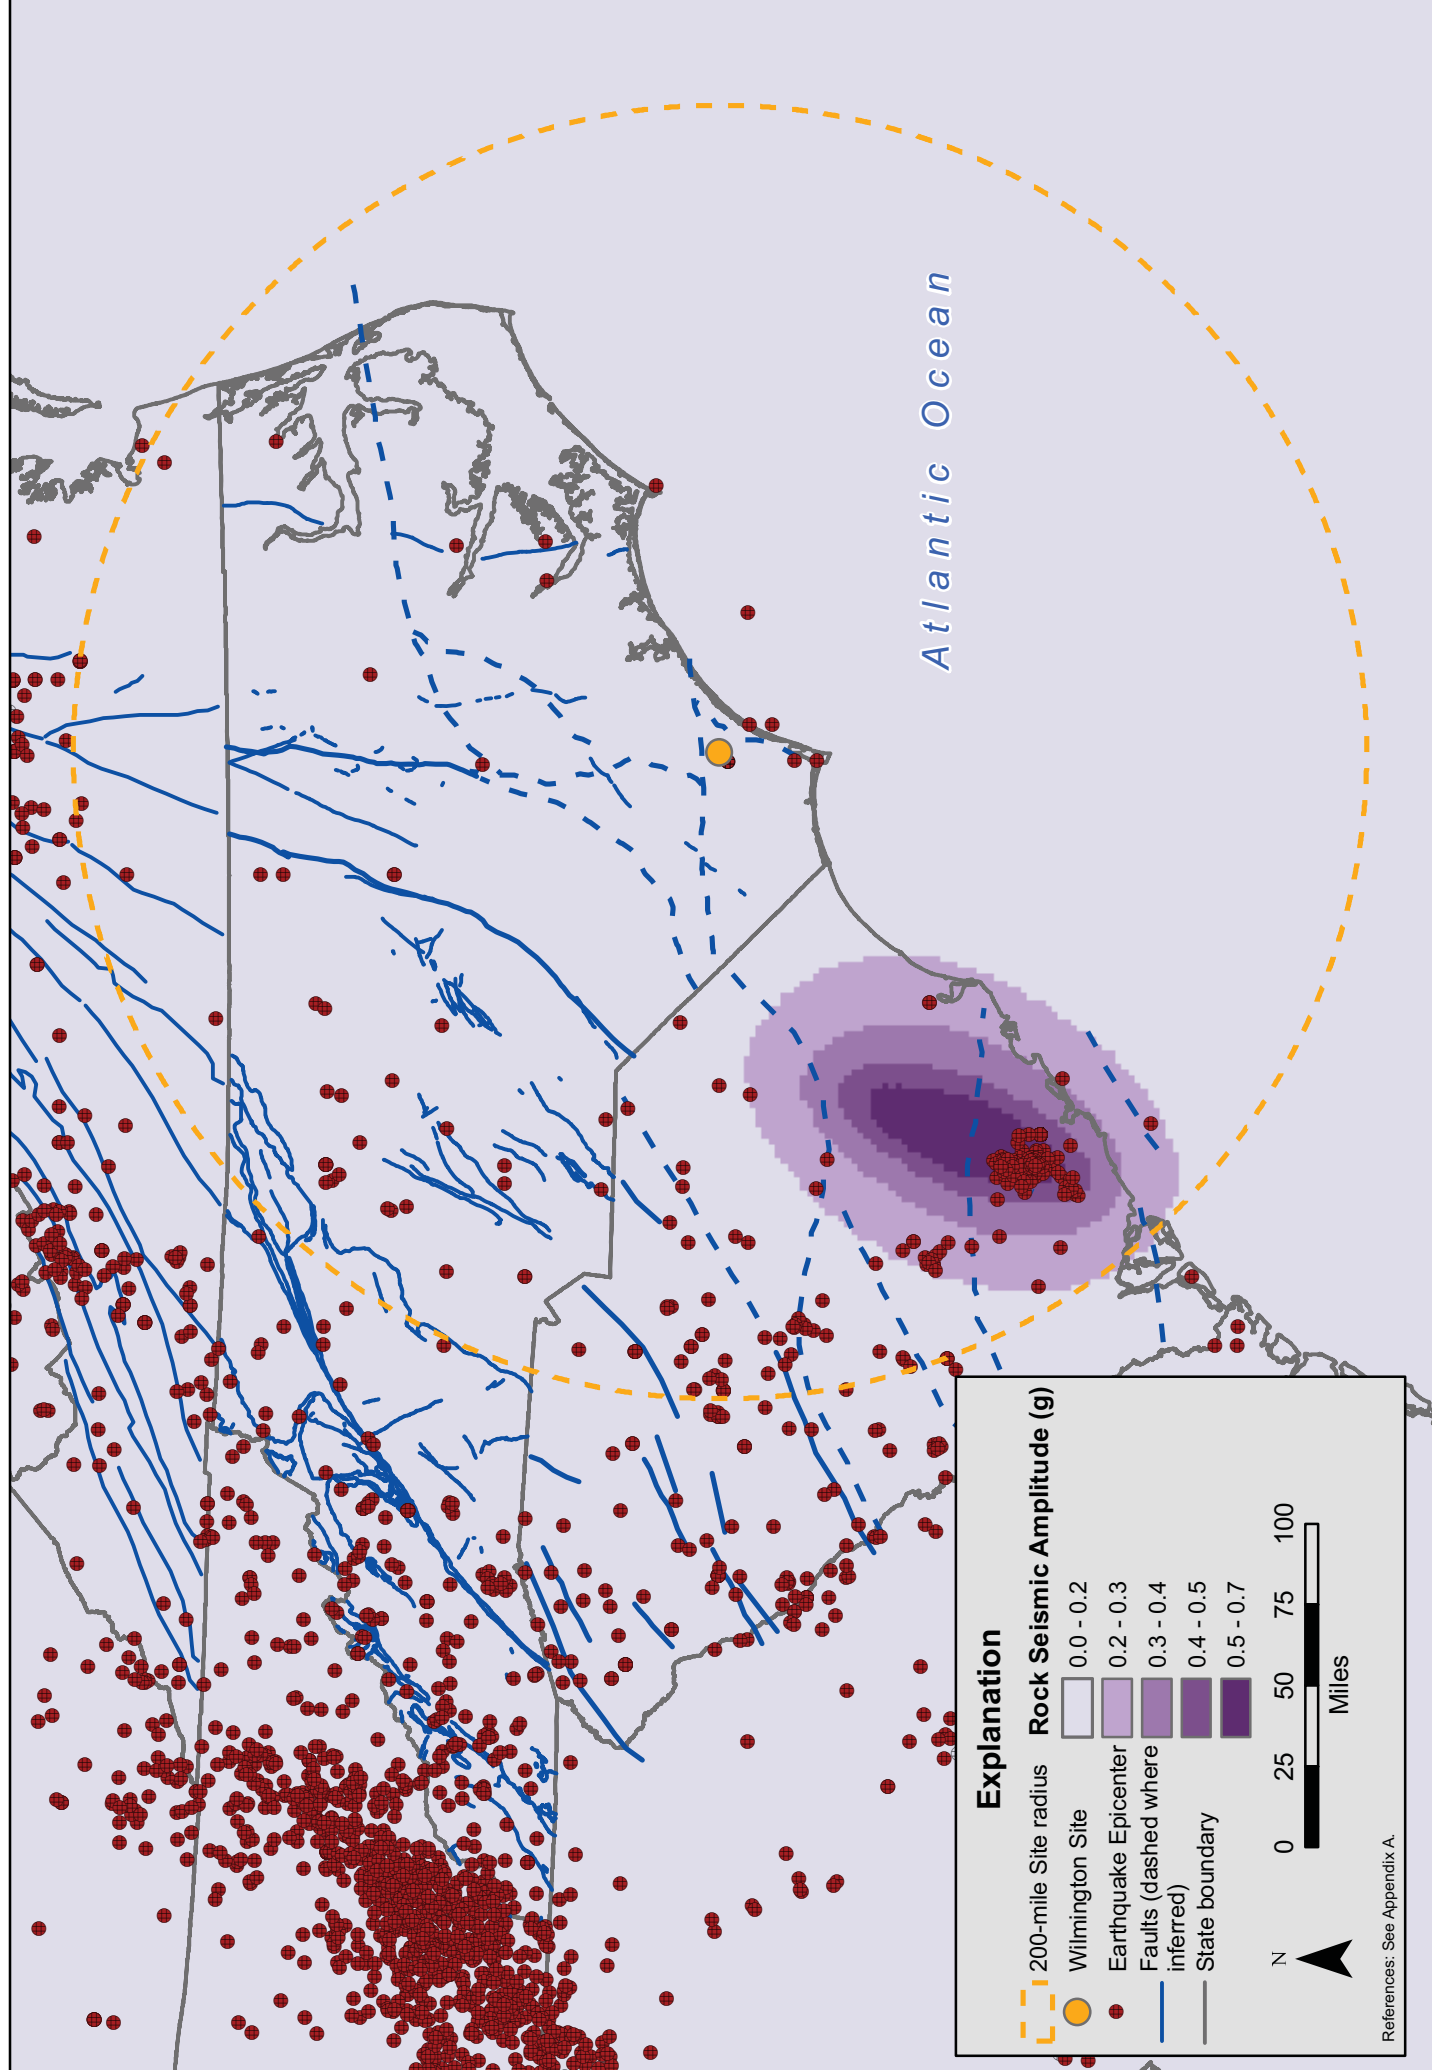 Atlantic Ocean
Explanation
200-mile Site radius
Wilmington Site
Earthquake Epicenter
Faults (dashed where
inferred)
State boundary
Rock Seismic Amplitude (g)
0.0 - 0.2
0.2 - 0.3
0.3 - 0.4
0.4 - 0.5
0.5 - 0.7
N
0 25 50 75 100
Miles
References: See Appendix A.